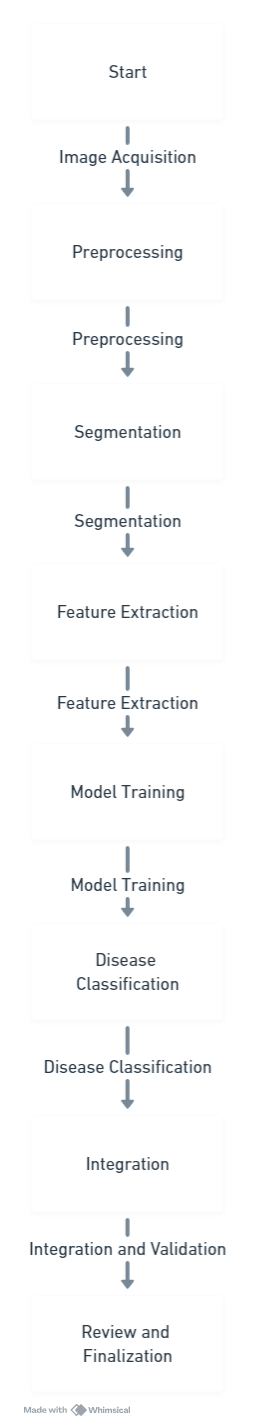 Start
Image Acquisition
Preprocessing
Preprocessing
Segmentation
Segmentation
Feature Extraction
Feature Extraction
Model Training
Model Training
Disease
Classification
Disease Classification
Integration
Integration and Validation
Review and
Finalization
Made with Whimsical